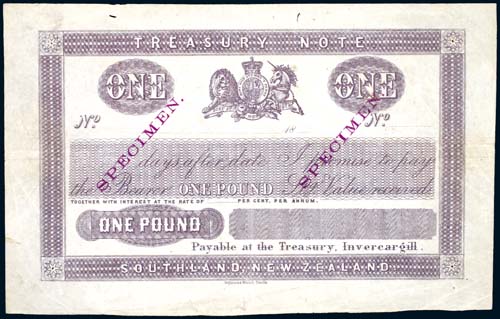 TREASURY NOTE
ONE ONE
No 18 No
SPECIMEN. SPECIMEN.
days after date I Promise to pay
the Bearer ONE POUND for Value received
TOGETHER WITH INTEREST AT THE RATE OF PER CENT. PER ANNUM.
ONE POUND
Payable at the Treasury, Invercargill.
SOUTHLAND, NEW ZEALAND.